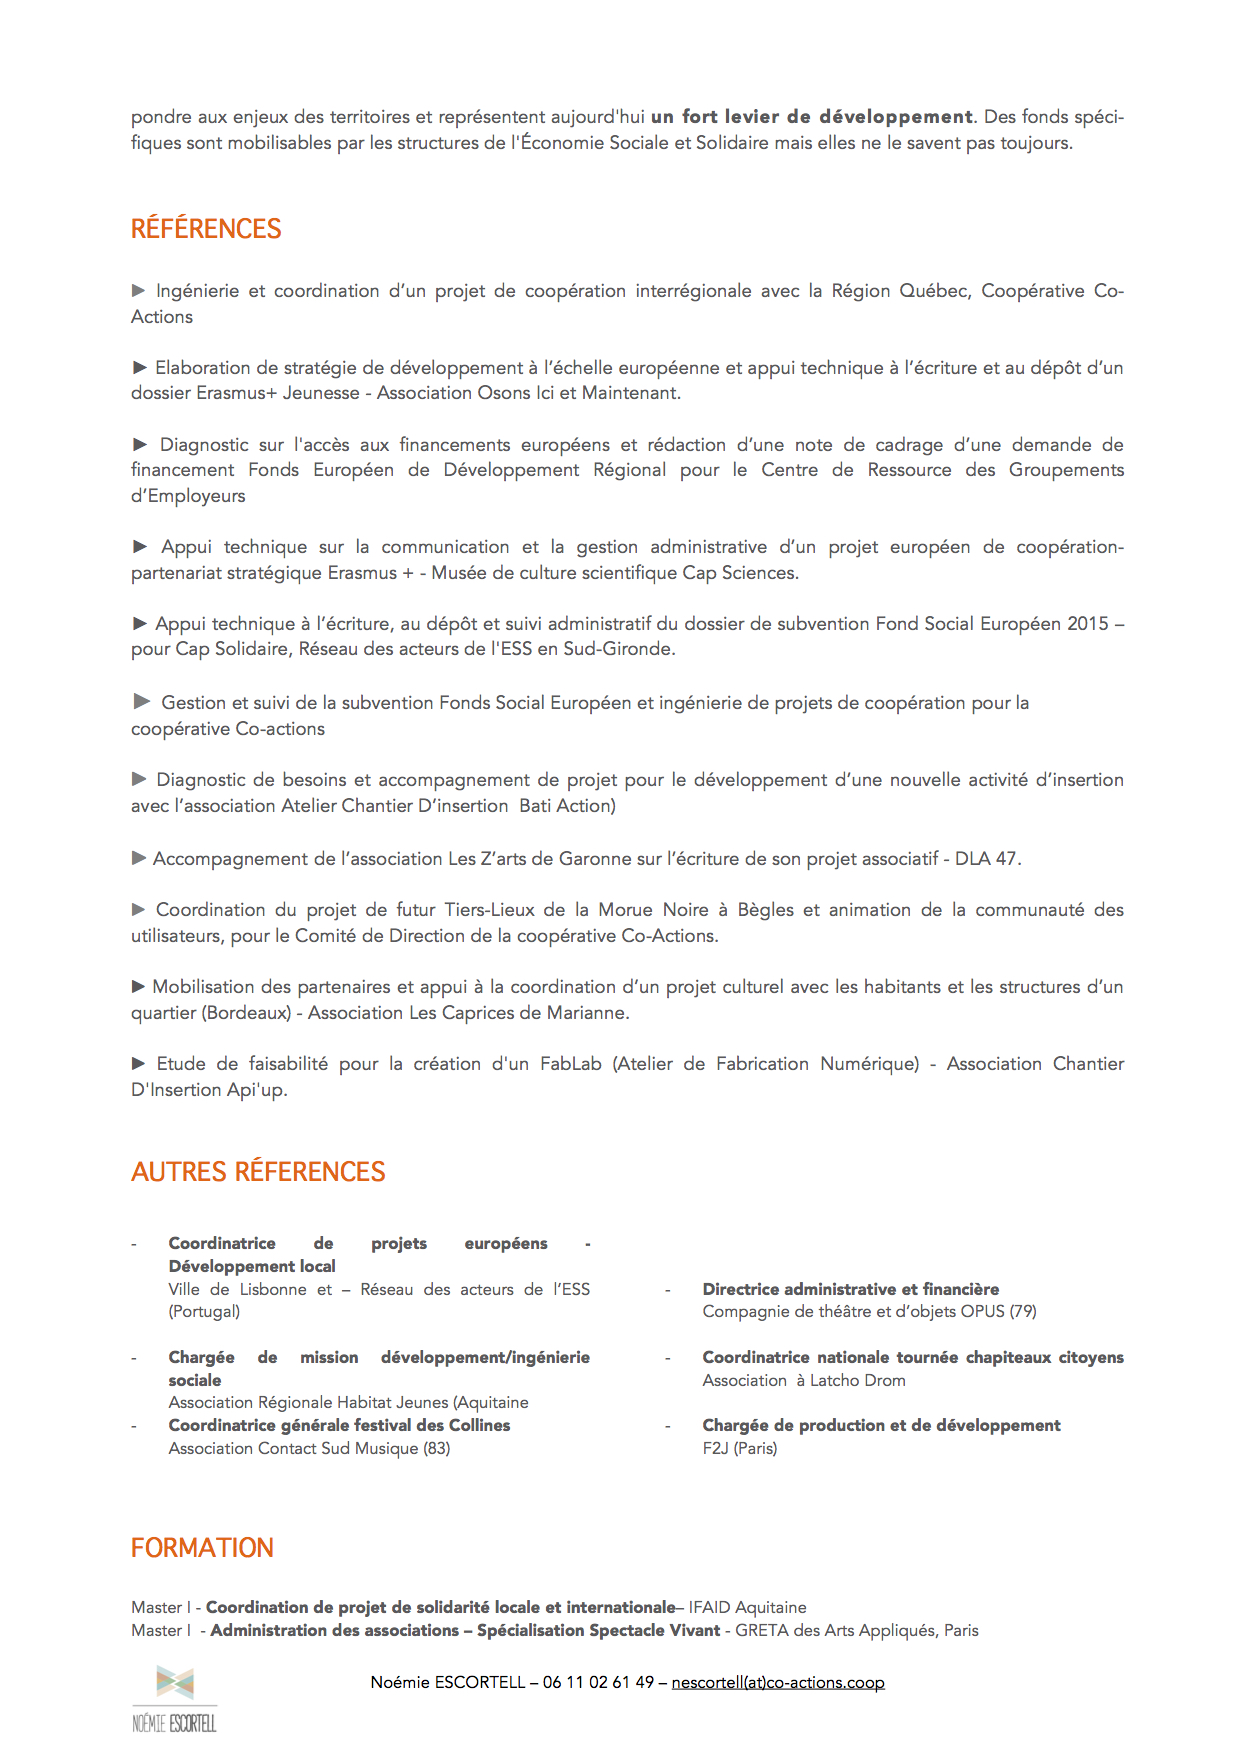 pondre aux enjeux des territoires et représentent aujourd'hui un fort levier de développement. Des fonds spéci-
fiques sont mobilisables par les structures de l'Économie Sociale et Solidaire mais elles ne le savent pas toujours.
RÉFÉRENCES
► Ingénierie et coordination d’un projet de coopération interrégionale avec la Région Québec, Coopérative Co-
Actions
► Elaboration de stratégie de développement à l’échelle européenne et appui technique à l’écriture et au dépôt d’un
dossier Erasmus+ Jeunesse - Association Osons Ici et Maintenant.
► Diagnostic sur l'accès aux financements européens et rédaction d’une note de cadrage d’une demande de
financement Fonds Européen de Développement Régional pour le Centre de Ressource des Groupements
d’Employeurs
► Appui technique sur la communication et la gestion administrative d’un projet européen de coopération-
partenariat stratégique Erasmus + - Musée de culture scientifique Cap Sciences.
► Appui technique à l’écriture, au dépôt et suivi administratif du dossier de subvention Fond Social Européen 2015 –
pour Cap Solidaire, Réseau des acteurs de l'ESS en Sud-Gironde.
► Gestion et suivi de la subvention Fonds Social Européen et ingénierie de projets de coopération pour la
coopérative Co-actions
► Diagnostic de besoins et accompagnement de projet pour le développement d’une nouvelle activité d’insertion
avec l’association Atelier Chantier D’insertion  Bati Action)
► Accompagnement de l’association Les Z’arts de Garonne sur l’écriture de son projet associatif - DLA 47.
► Coordination du projet de futur Tiers-Lieux de la Morue Noire à Bègles et animation de la communauté des
utilisateurs, pour le Comité de Direction de la coopérative Co-Actions.
► Mobilisation des partenaires et appui à la coordination d’un projet culturel avec les habitants et les structures d’un
quartier (Bordeaux) - Association Les Caprices de Marianne.
► Etude de faisabilité pour la création d'un FabLab (Atelier de Fabrication Numérique) - Association Chantier
D'Insertion Api'up.
AUTRES RÉFERENCES
- Coordinatrice de projets européens -
Développement local
Ville de Lisbonne et – Réseau des acteurs de l’ESS
(Portugal)
- Chargée de mission développement/ingénierie
sociale
Association Régionale Habitat Jeunes (Aquitaine
- Coordinatrice générale festival des Collines
Association Contact Sud Musique (83)
- Directrice administrative et financière
Compagnie de théâtre et d’objets OPUS (79)
- Coordinatrice nationale tournée chapiteaux citoyens
Association  à Latcho Drom
- Chargée de production et de développement
F2J (Paris)
FORMATION
Master I - Coordination de projet de solidarité locale et internationale– IFAID Aquitaine
Master I  - Administration des associations – Spécialisation Spectacle Vivant - GRETA des Arts Appliqués, Paris
Noémie ESCORTELL – 06 11 02 61 49 – nescortell(at)co-actions.coop
NOÉMIE ESCORTELL